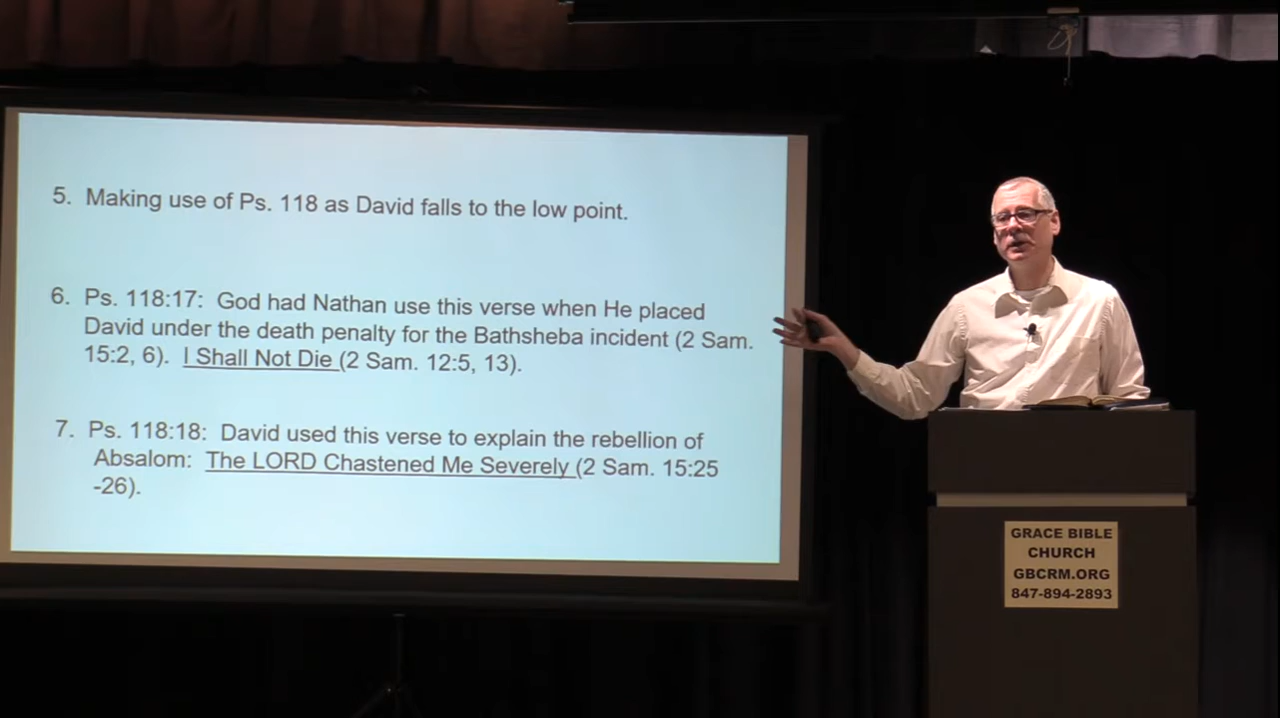 5. Making use of Ps. 118 as David falls to the low point.
6. Ps. 118:17: God had Nathan use this verse when He placed
David under the death penalty for the Bathsheba incident (2 Sam.
15:2, 6). I Shall Not Die (2 Sam. 12:5, 13).
7. Ps. 118:18: David used this verse to explain the rebellion of
Absalom: The LORD Chastened Me Severely (2 Sam. 15:25
-26).
GRACE BIBLE
CHURCH
GBCRM.ORG
847-894-2893